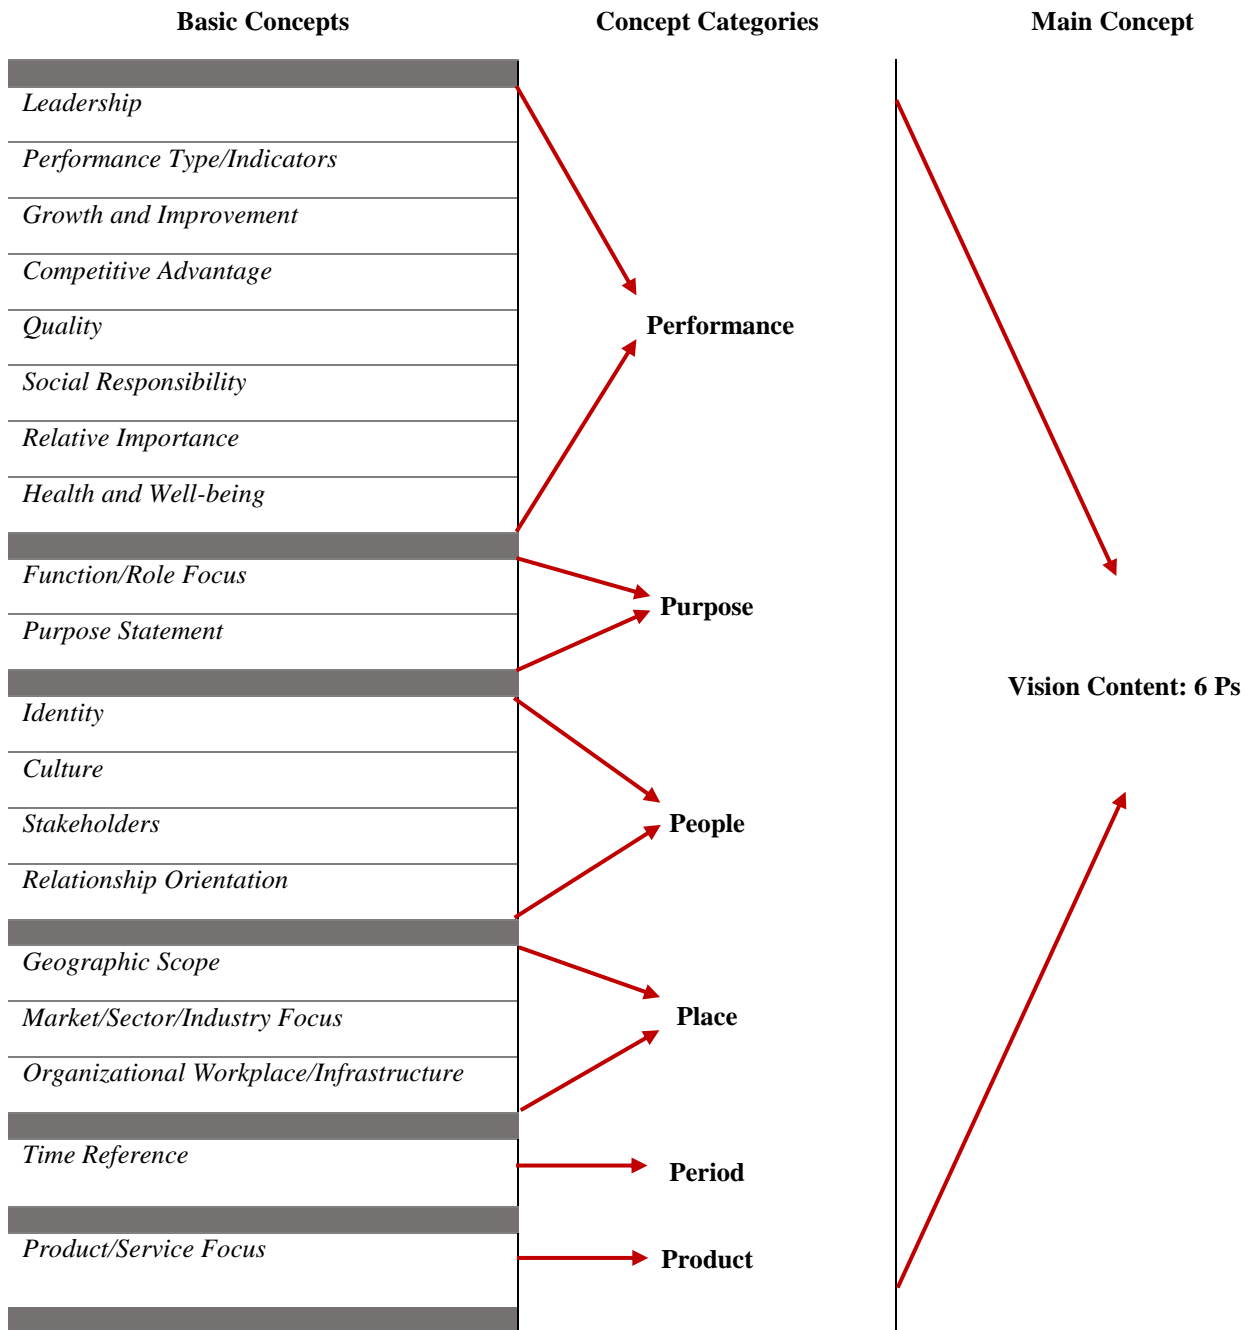 Basic Concepts
Concept Categories
Main Concept
Leadership
Performance Type/Indicators
Growth and Improvement
Competitive Advantage
Quality
Social Responsibility
Relative Importance
Health and Well-being
Performance
Function/Role Focus
Purpose Statement
Purpose
Identity
Culture
Stakeholders
Relationship Orientation
People
Geographic Scope
Market/Sector/Industry Focus
Organizational Workplace/Infrastructure
Place
Time Reference
Period
Product/Service Focus
Product
Vision Content: 6 Ps